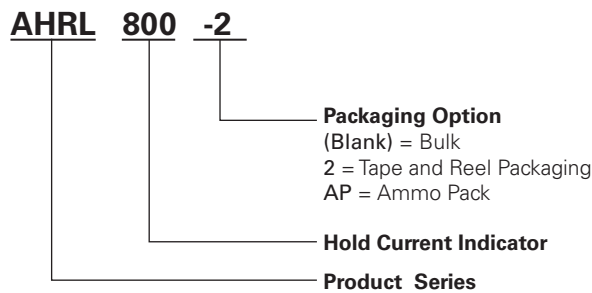 AHRL 800 -2
Packaging Option
(Blank) = Bulk
2 = Tape and Reel Packaging
AP = Ammo Pack
Hold Current Indicator
Product Series